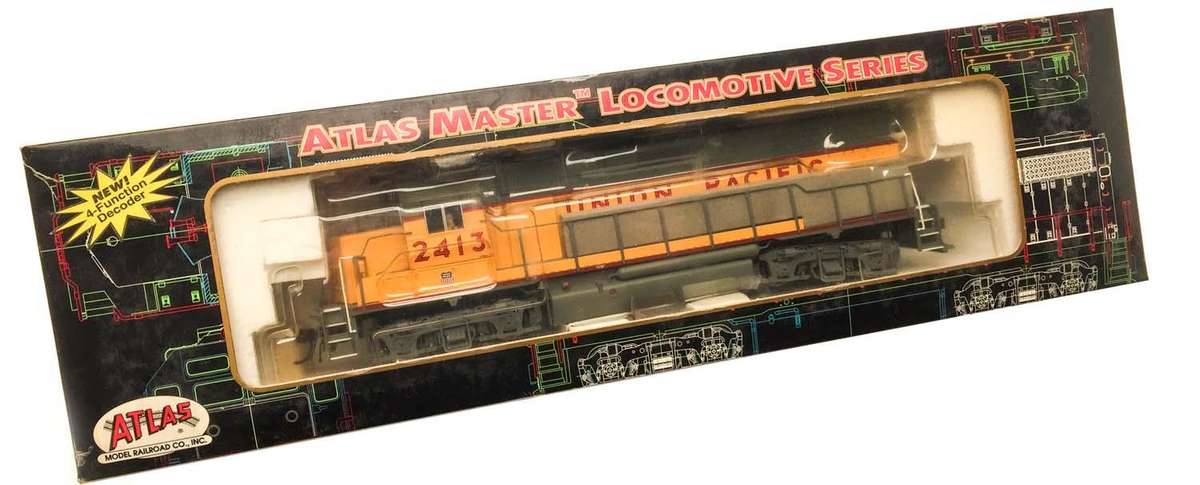 ATLAS MASTER™ LOCOMOTIVE SERIES
NEW!
4-Function
Decoder
UNION PACIFIC
2413
ATLAS®
MODEL RAILROAD CO., INC.